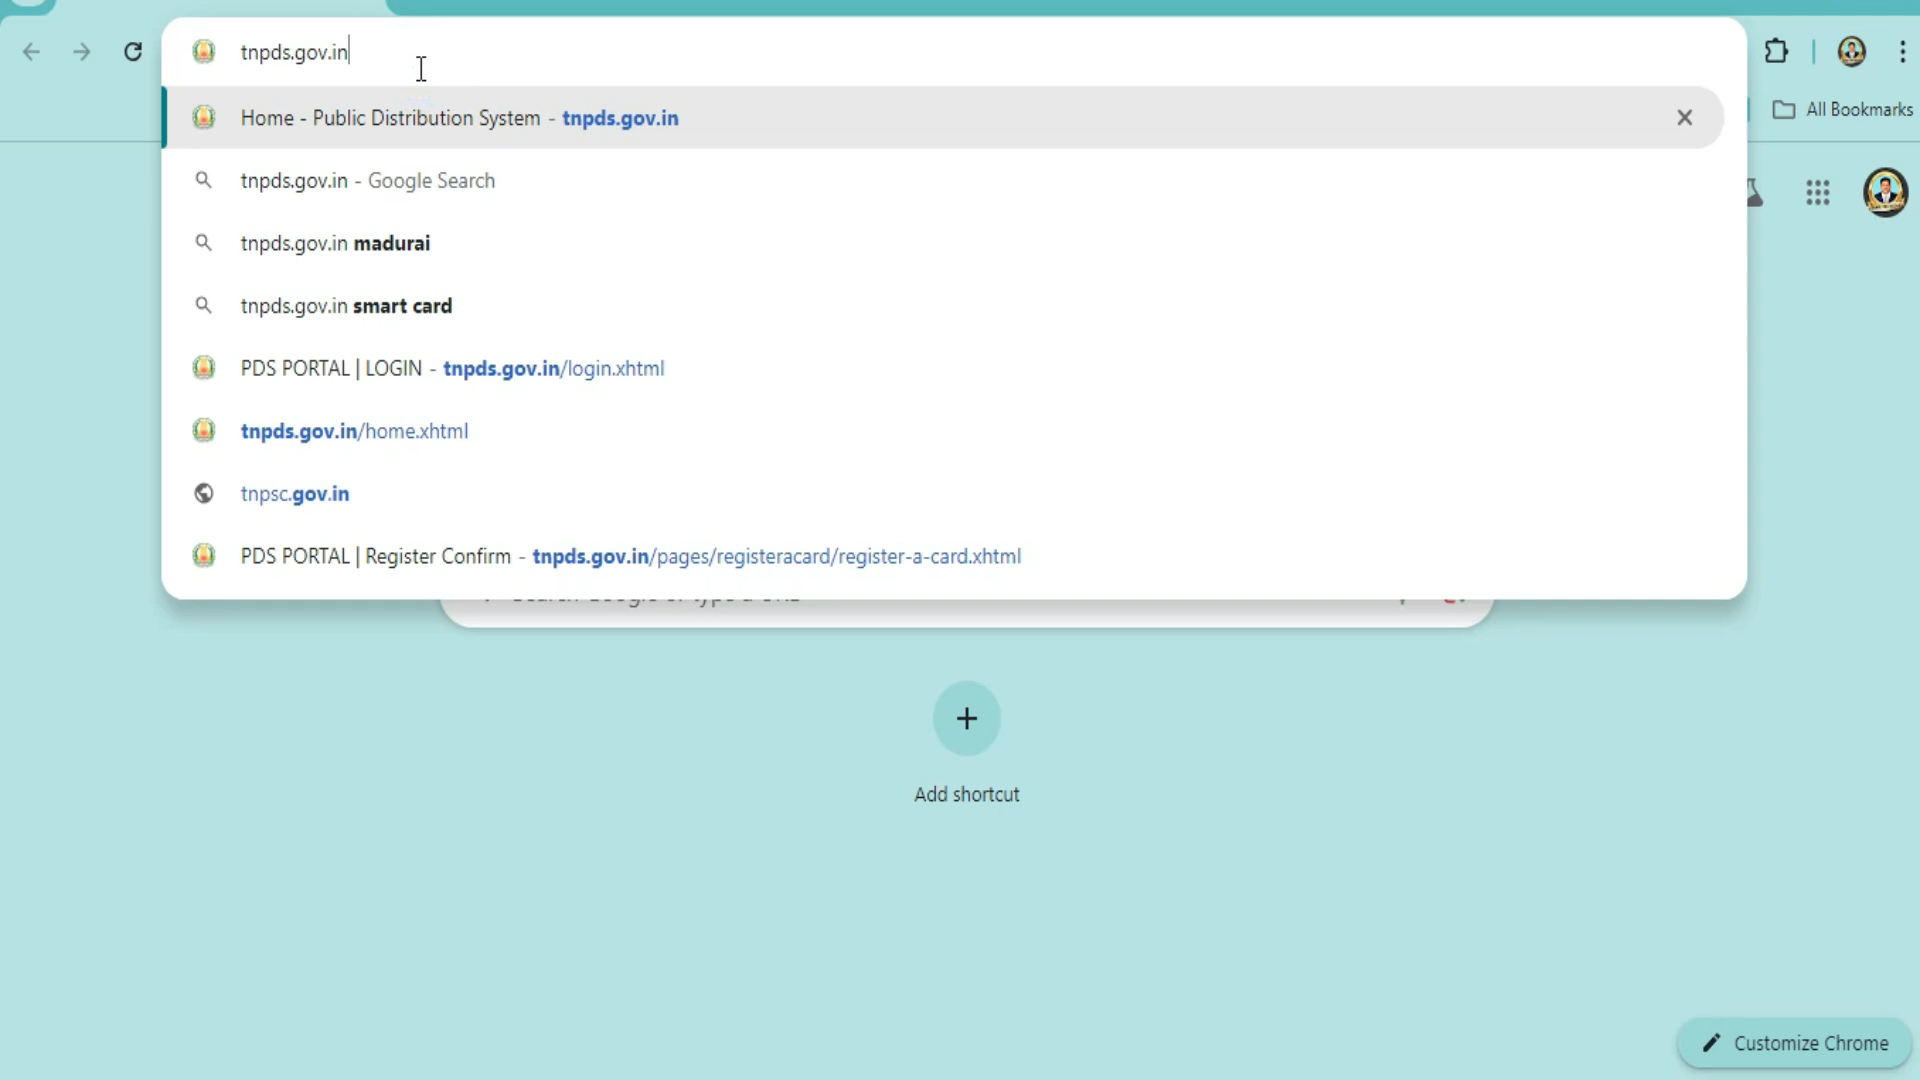 tnpds.gov.in
Home - Public Distribution System - tnpds.gov.in
All Bookmarks
tnpds.gov.in - Google Search
tnpds.gov.in madurai
tnpds.gov.in smart card
PDS PORTAL | LOGIN - tnpds.gov.in/login.xhtml
tnpds.gov.in/home.xhtml
tnpsc.gov.in
PDS PORTAL | Register Confirm - tnpds.gov.in/pages/registeracard/register-a-card.xhtml
Add shortcut
Customize Chrome